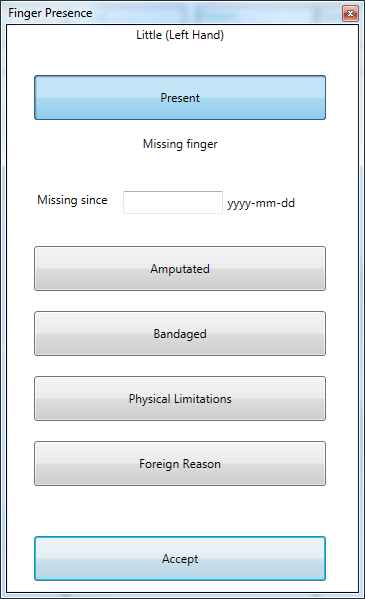 Finger Presence
Little (Left Hand)
Present
Missing finger
Missing since yyyy-mm-dd
Amputated
Bandaged
Physical Limitations
Foreign Reason
Accept